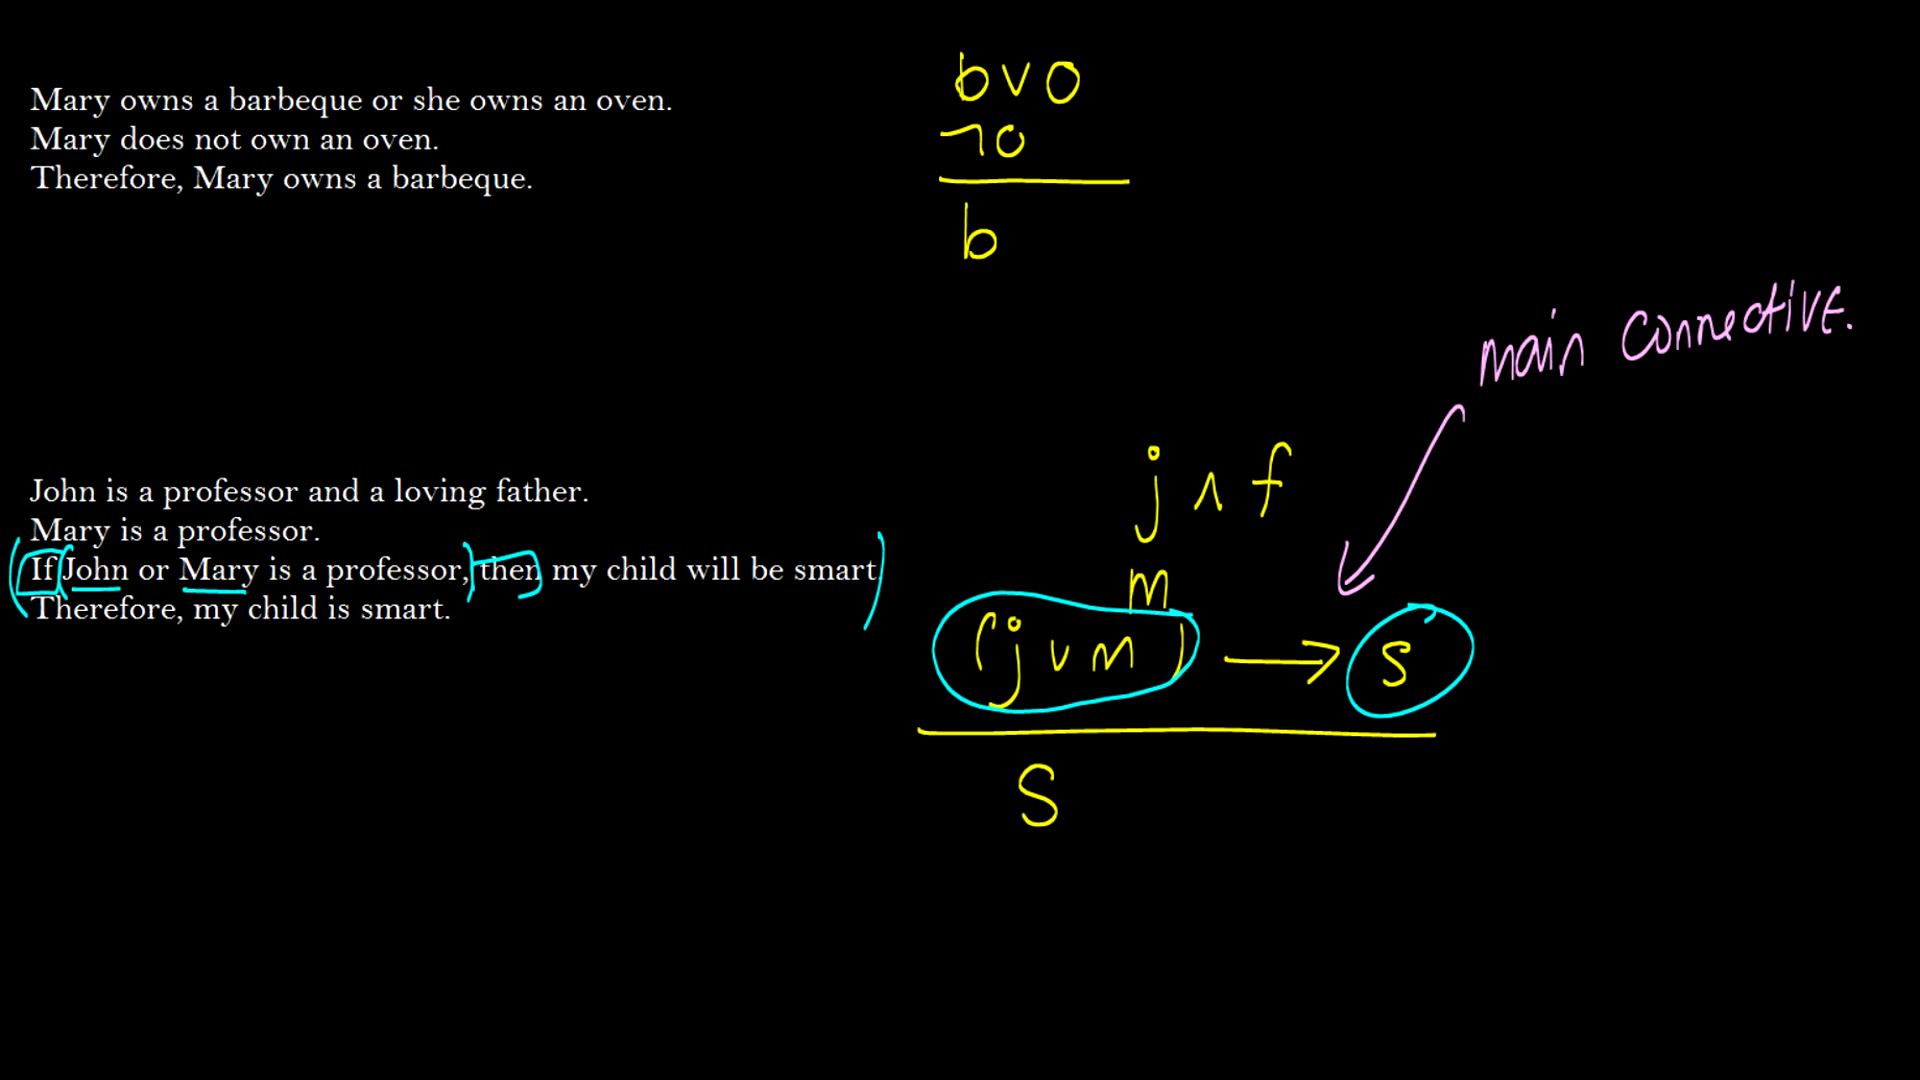 Mary owns a barbeque or she owns an oven.
Mary does not own an oven.
Therefore, Mary owns a barbeque.
b ∨ o
¬o
b
main connective.
John is a professor and a loving father.
Mary is a professor.
(If (John or Mary is a professor,) then my child will be smart.)
Therefore, my child is smart.
j ∧ f
m
(j ∨ m) → s
s